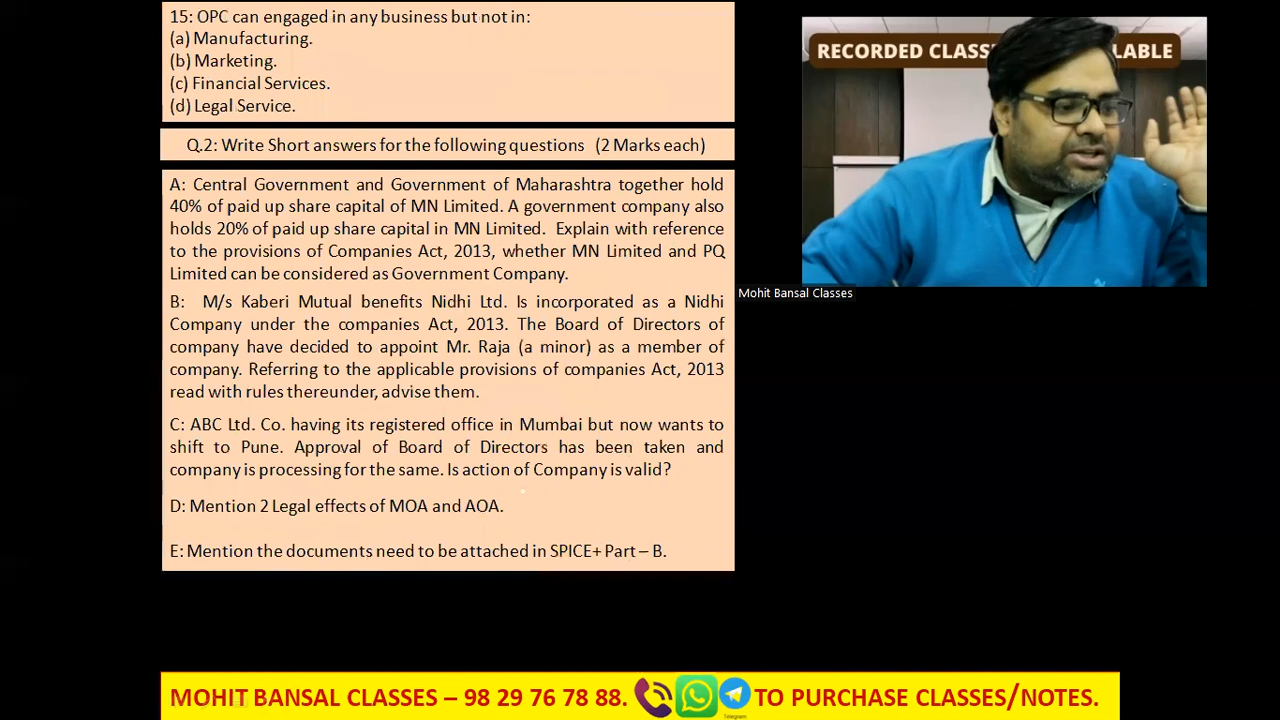 15: OPC can engaged in any business but not in:
(a) Manufacturing.
(b) Marketing.
(c) Financial Services.
(d) Legal Service.
Q.2: Write Short answers for the following questions (2 Marks each)
A: Central Government and Government of Maharashtra together hold
40% of paid up share capital of MN Limited. A government company also
holds 20% of paid up share capital in MN Limited. Explain with reference
to the provisions of Companies Act, 2013, whether MN Limited and PQ
Limited can be considered as Government Company.
B: M/s Kaberi Mutual benefits Nidhi Ltd. Is incorporated as a Nidhi
Company under the companies Act, 2013. The Board of Directors of
company have decided to appoint Mr. Raja (a minor) as a member of
company. Referring to the applicable provisions of companies Act, 2013
read with rules thereunder, advise them.
C: ABC Ltd. Co. having its registered office in Mumbai but now wants to
shift to Pune. Approval of Board of Directors has been taken and
company is processing for the same. Is action of Company is valid?
D: Mention 2 Legal effects of MOA and AOA.
E: Mention the documents need to be attached in SPICE+ Part – B.
RECORDED CLASS LABLE
Mohit Bansal Classes
MOHIT BANSAL CLASSES – 98 29 76 78 88. TO PURCHASE CLASSES/NOTES.
Telegram